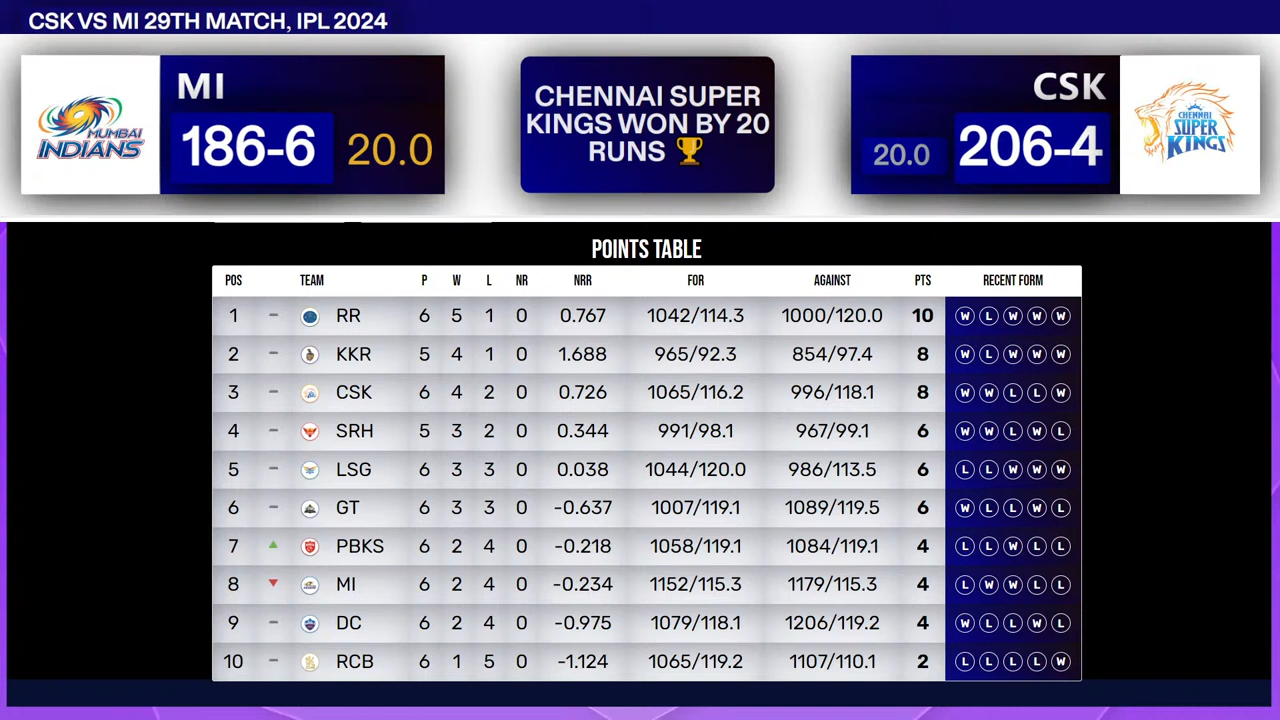 CSK VS MI 29TH MATCH, IPL 2024
MUMBAI
INDIANS
MI
186-6 20.0
CHENNAI SUPER
KINGS WON BY 20
RUNS 🏆
CSK
20.0 206-4
CHENNAI
SUPER
KINGS
POINTS TABLE
POS TEAM P W L NR NRR FOR AGAINST PTS RECENT FORM
1 RR 6 5 1 0 0.767 1042/114.3 1000/120.0 10 W L W W W
2 KKR 5 4 1 0 1.688 965/92.3 854/97.4 8 W L W W W
3 CSK 6 4 2 0 0.726 1065/116.2 996/118.1 8 W W L L W
4 SRH 5 3 2 0 0.344 991/98.1 967/99.1 6 W W L W L
5 LSG 6 3 3 0 0.038 1044/120.0 986/113.5 6 L L W W W
6 GT 6 3 3 0 -0.637 1007/119.1 1089/119.5 6 W L L W L
7 PBKS 6 2 4 0 -0.218 1058/119.1 1084/119.1 4 L L W L L
8 MI 6 2 4 0 -0.234 1152/115.3 1179/115.3 4 L W W L L
9 DC 6 2 4 0 -0.975 1079/118.1 1206/119.2 4 W L L W L
10 RCB 6 1 5 0 -1.124 1065/119.2 1107/110.1 2 L L L L W